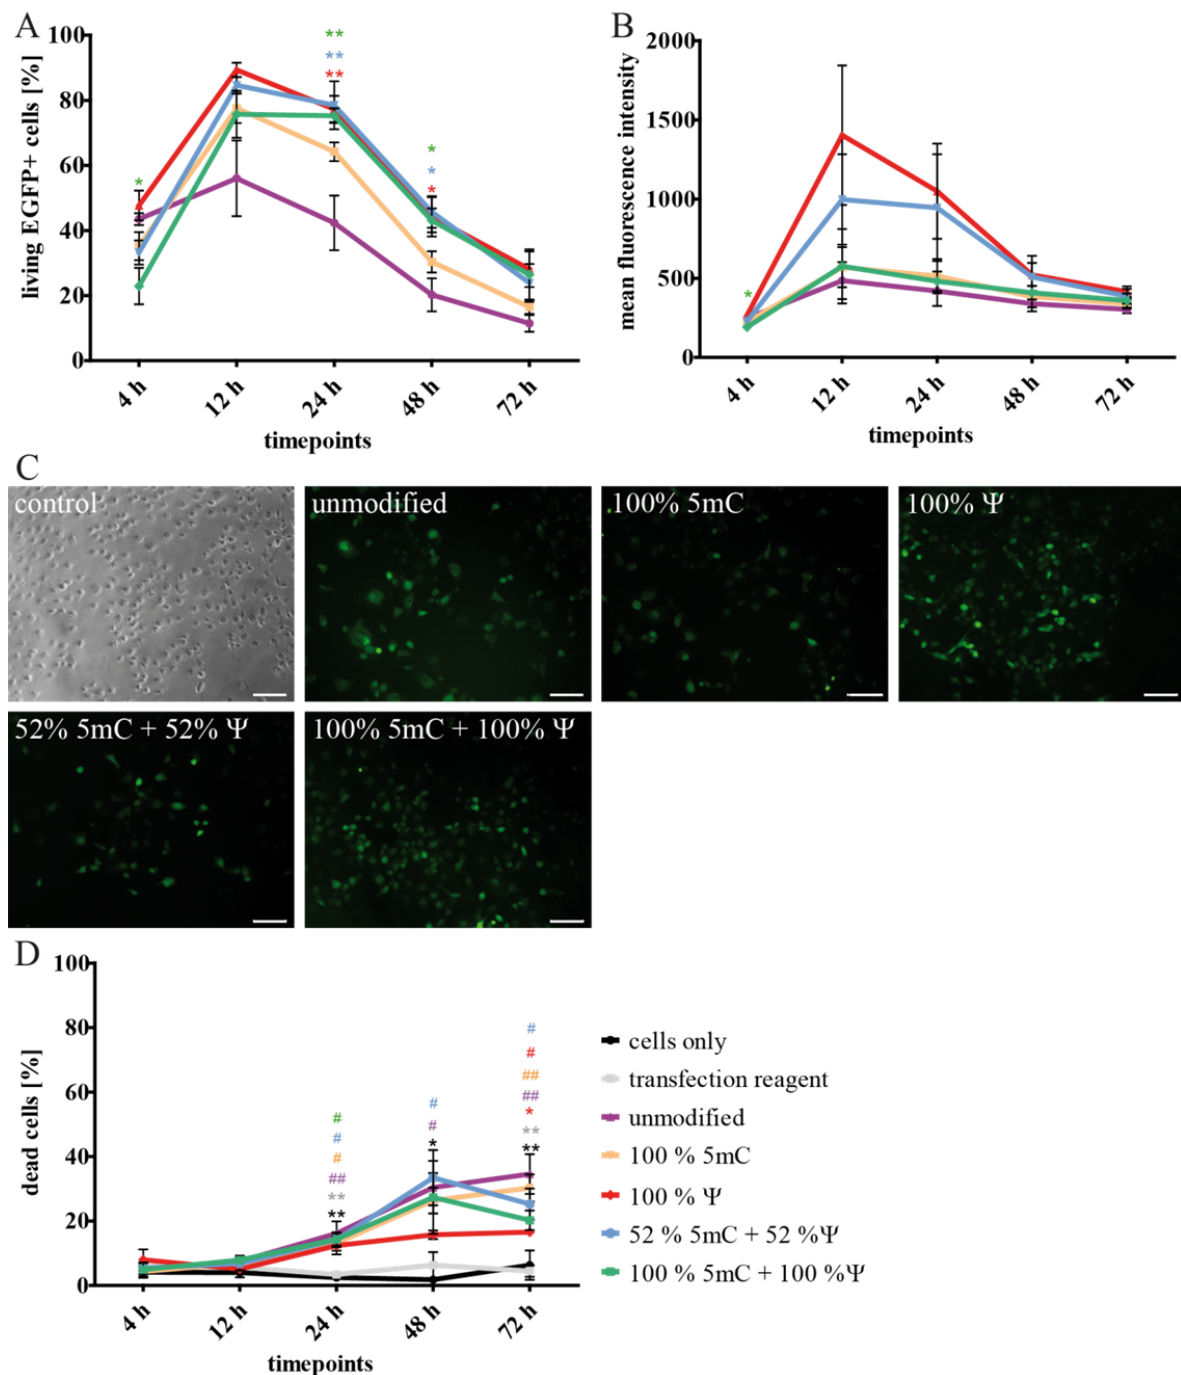 A
B
100
80
60
40
20
0
living EGFP+ cells [%]
**
**
**
*
*
*
*
4 h
12 h
24 h
48 h
72 h
timepoints
2000
1500
1000
500
0
mean fluorescence intensity
*
4 h
12 h
24 h
48 h
72 h
timepoints
C
control
unmodified
100% 5mC
100% Ψ
52% 5mC + 52% Ψ
100% 5mC + 100% Ψ
D
100
80
60
40
20
0
dead cells [%]
#
#
#
##
**
**
#
#
*
#
#
##
##
*
**
**
4 h
12 h
24 h
48 h
72 h
timepoints
cells only
transfection reagent
unmodified
100 % 5mC
100 % Ψ
52 % 5mC + 52 %Ψ
100 % 5mC + 100 %Ψ